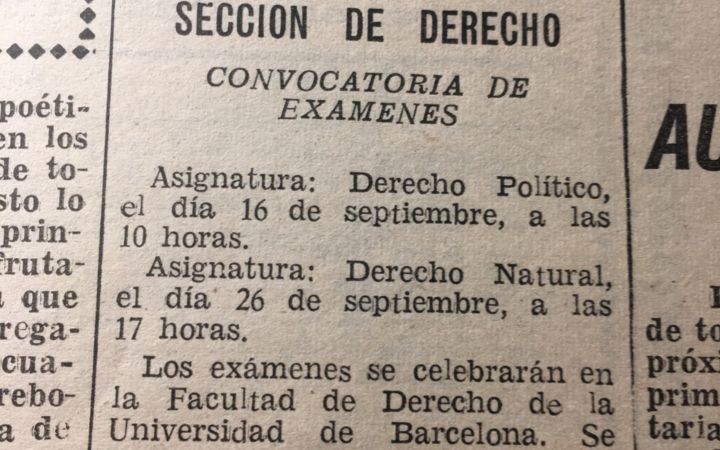 SECCION DE DERECHO
CONVOCATORIA DE
EXAMENES
Asignatura: Derecho Político,
el día 16 de septiembre, a las
10 horas.
Asignatura: Derecho Natural,
el día 26 de septiembre, a las
17 horas.
Los exámenes se celebrarán en
la Facultad de Derecho de la
Universidad de Barcelona. Se
poéti-
en los
de to-
sto lo
prin-
fruta-
que
rega-
cua-
rebo-
a de
AU
de to
próxi
prim
taria